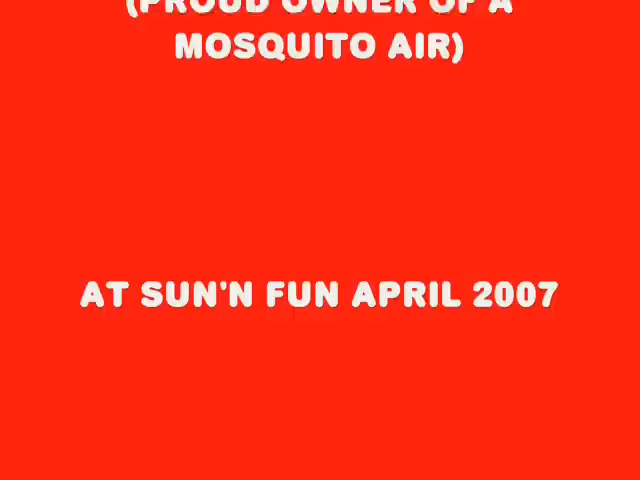 (PROUD OWNER OF A
MOSQUITO AIR)
AT SUN'N FUN APRIL 2007